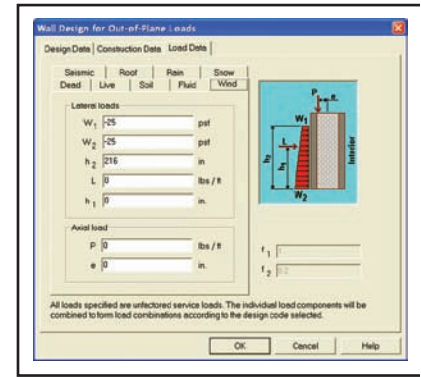 Wall Design for Out-of-Plane Loads
Design Data Construction Data Load Data
Seismic Roof Rain Snow
Dead Live Soil Fluid Wind
Lateral loads
W1 -25 psf
W2 -25 psf
h2 216 in
L 0 lbs / ft
h1 0 in.
Axial load
P 0 lbs / ft
e 0 in.
P e
W1
L
h2 h1
Interior
W2
f1 1
f2 0.2
All loads specified are unfactored service loads. The individual load components will be
combined to form load combinations according to the design code selected.
OK Cancel Help